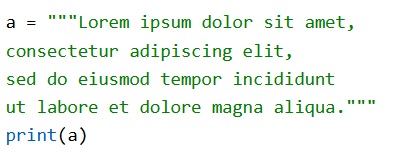 a = """Lorem ipsum dolor sit amet,
consectetur adipiscing elit,
sed do eiusmod tempor incididunt
ut labore et dolore magna aliqua."""
print(a)